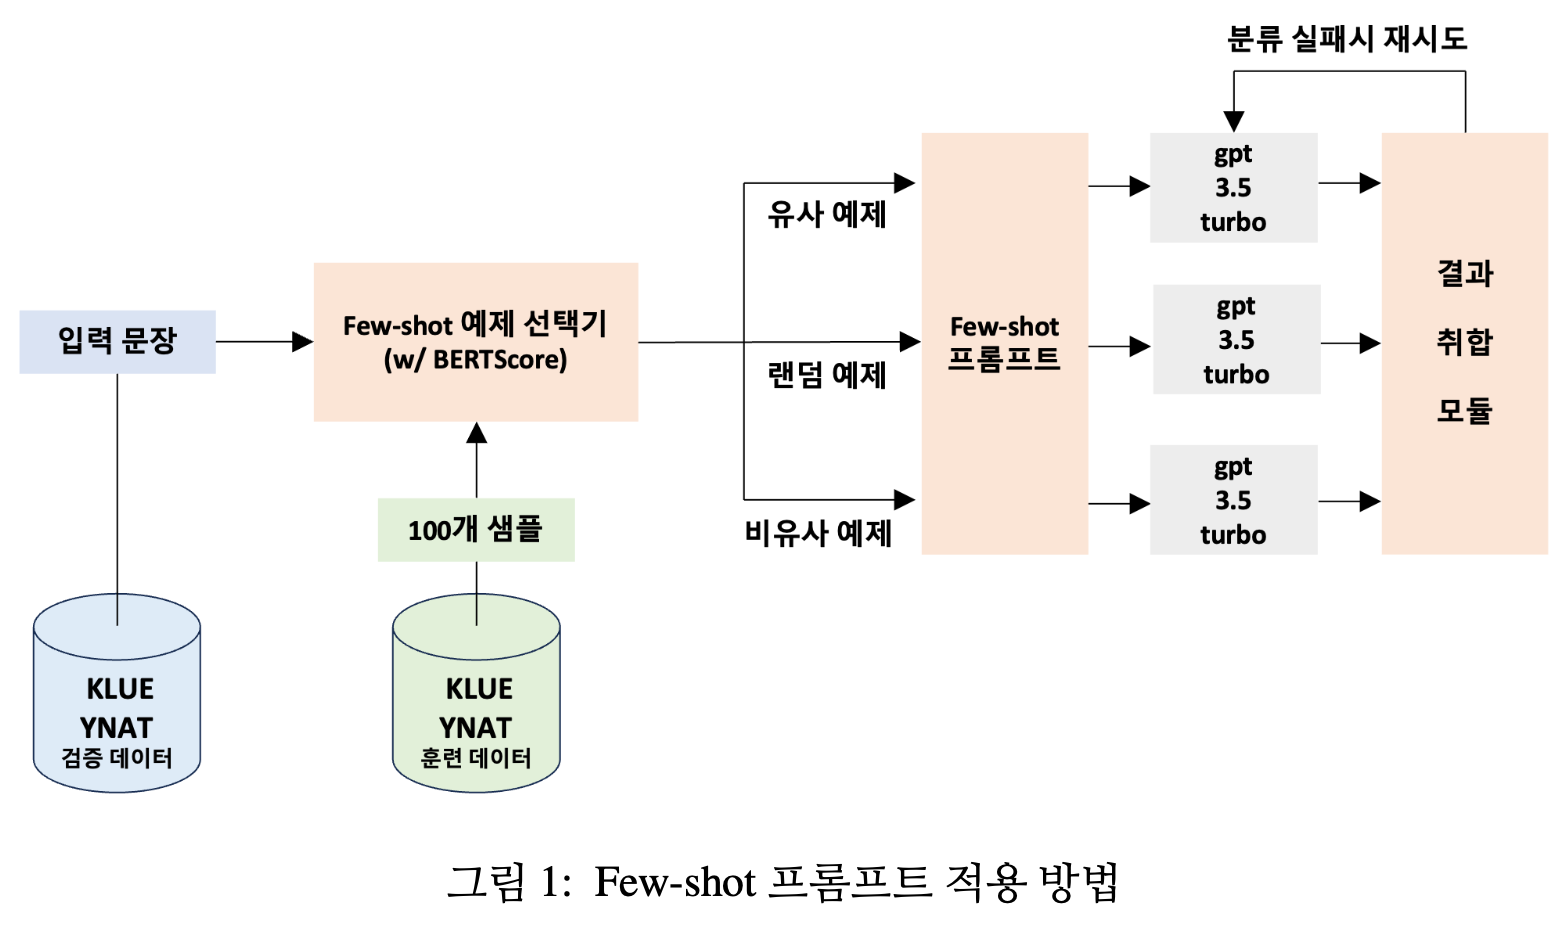 분류 실패시 재시도
입력 문장
Few-shot 예제 선택기
(w/ BERTScore)
100개 샘플
KLUE
YNAT
검증 데이터
KLUE
YNAT
훈련 데이터
유사 예제
랜덤 예제
비유사 예제
Few-shot
프롬프트
gpt
3.5
turbo
gpt
3.5
turbo
gpt
3.5
turbo
결과
취합
모듈
그림 1: Few-shot 프롬프트 적용 방법